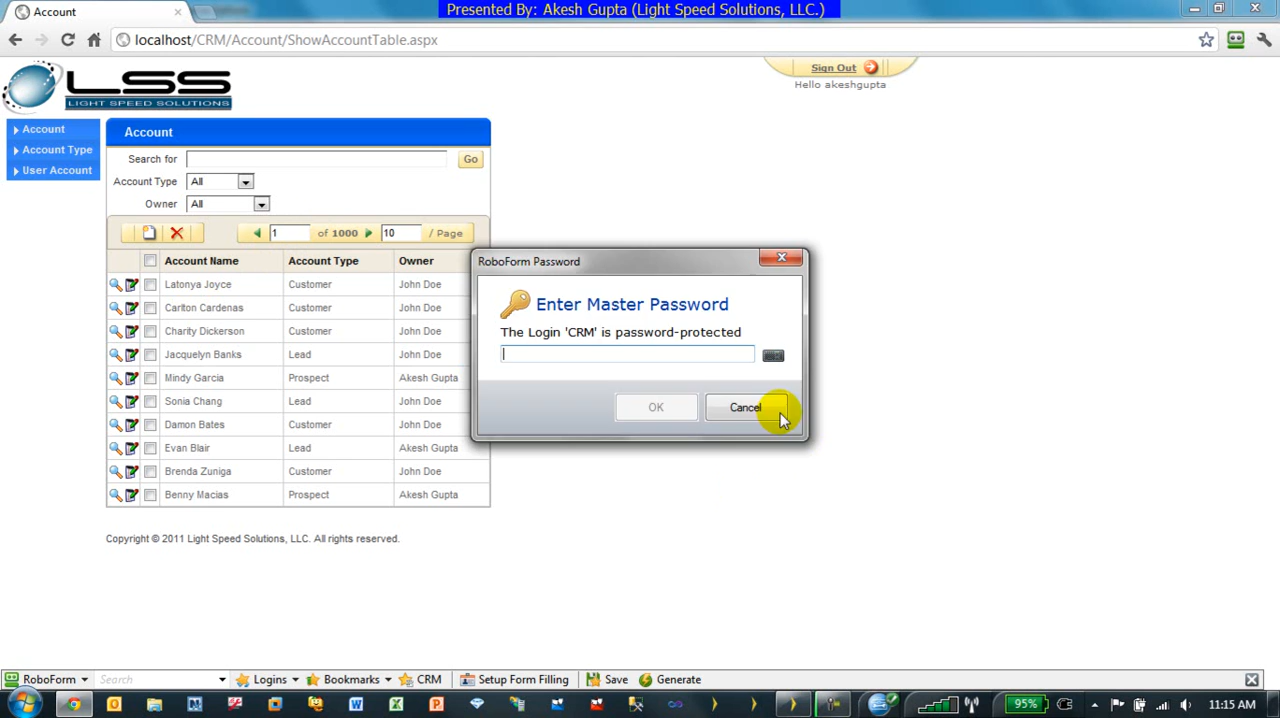 Account
Presented By: Akesh Gupta (Light Speed Solutions, LLC.)
localhost/CRM/Account/ShowAccountTable.aspx
LSS
LIGHT SPEED SOLUTIONS
Sign Out
Hello akeshgupta
Account
Account Type
User Account
Account
Search for
Go
Account Type All
Owner All
1 of 1000 10 / Page
Account Name Account Type Owner
Latonya Joyce Customer John Doe
Carlton Cardenas Customer John Doe
Charity Dickerson Customer John Doe
Jacquelyn Banks Lead John Doe
Mindy Garcia Prospect Akesh Gupta
Sonia Chang Lead John Doe
Damon Bates Customer John Doe
Evan Blair Lead Akesh Gupta
Brenda Zuniga Customer John Doe
Benny Macias Prospect Akesh Gupta
RoboForm Password
Enter Master Password
The Login 'CRM' is password-protected
OK Cancel
Copyright © 2011 Light Speed Solutions, LLC. All rights reserved.
RoboForm Search Logins Bookmarks CRM Setup Form Filling Save Generate
95% 11:15 AM